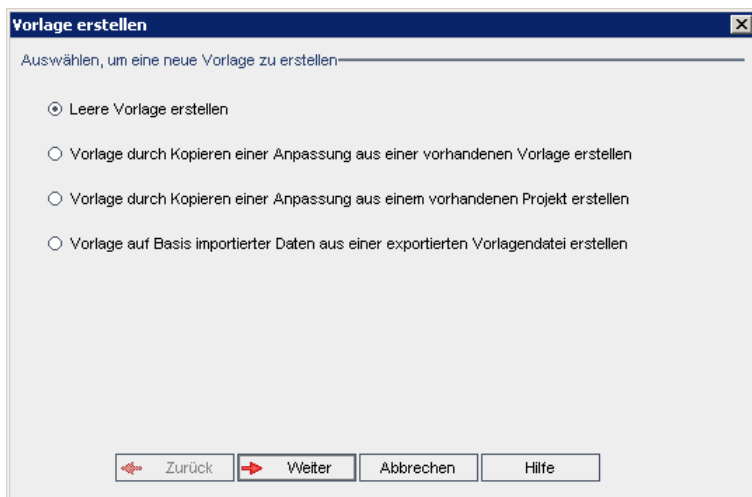 Vorlage erstellen
Auswählen, um eine neue Vorlage zu erstellen
Leere Vorlage erstellen
Vorlage durch Kopieren einer Anpassung aus einer vorhandenen Vorlage erstellen
Vorlage durch Kopieren einer Anpassung aus einem vorhandenen Projekt erstellen
Vorlage auf Basis importierter Daten aus einer exportierten Vorlagendatei erstellen
Zurück Weiter Abbrechen Hilfe